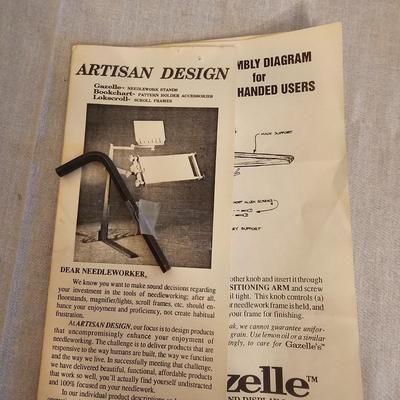 ARTISAN DESIGN
Gazelle~ NEEDLEWORK STANDS
Bookchart~ PATTERN HOLDER ACCESSORIES
Lokscroll~ SCROLL FRAMES
DEAR NEEDLEWORKER,
We know you want to make sound decisions regarding
your investment in the tools of needleworking; after all,
floorstands, magnifier/lights, scroll frames, etc. should en-
hance your enjoyment and proficiency, not create habitual
frustration.
At ARTISAN DESIGN, our focus is to design products
that uncompromisingly enhance your enjoyment of
needleworking. The challenge is to deliver products that are
responsive to the way humans are built, the way we function
and the way we live. In successfully meeting that challenge,
we have delivered beautiful, functional, affordable products
that work so well, you'll actually find yourself undistracted
and 100% focused on your needlework.
In our individual product descriptions
MBLY DIAGRAM
for
HANDED USERS
SUPPORT
ALLEN SCREWS
SUPPORT
other knob and insert it through
SITIONING ARM and screw
til tight. This knob controls (a)
r needlework frame is held, and
your frame for finishing.
ak, we cannot guarantee unifor-
grain. Use lemon oil or a similar
ingly, to care for Gazelle's™
zelle™